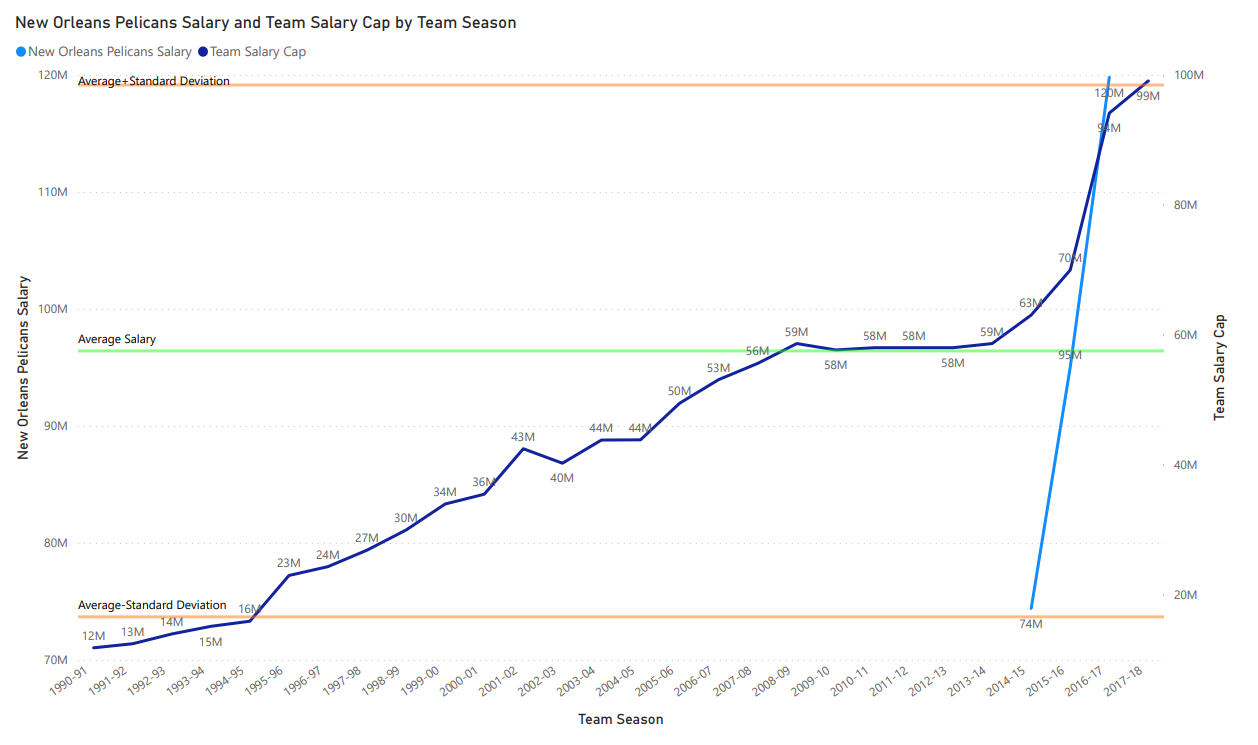 New Orleans Pelicans Salary and Team Salary Cap by Team Season
New Orleans Pelicans Salary
Team Salary Cap
120M
110M
100M
90M
80M
70M
New Orleans Pelicans Salary
100M
80M
60M
40M
20M
Team Salary Cap
Average+Standard Deviation
Average Salary
Average-Standard Deviation
12M
13M
14M
15M
16M
23M
24M
27M
30M
34M
36M
43M
40M
44M
44M
50M
53M
56M
59M
58M
58M
58M
58M
59M
63M
70M
94M
99M
74M
95M
120M
1990-91
1991-92
1992-93
1993-94
1994-95
1995-96
1996-97
1997-98
1998-99
1999-00
2000-01
2001-02
2002-03
2003-04
2004-05
2005-06
2006-07
2007-08
2008-09
2009-10
2010-11
2011-12
2012-13
2013-14
2014-15
2015-16
2016-17
2017-18
Team Season